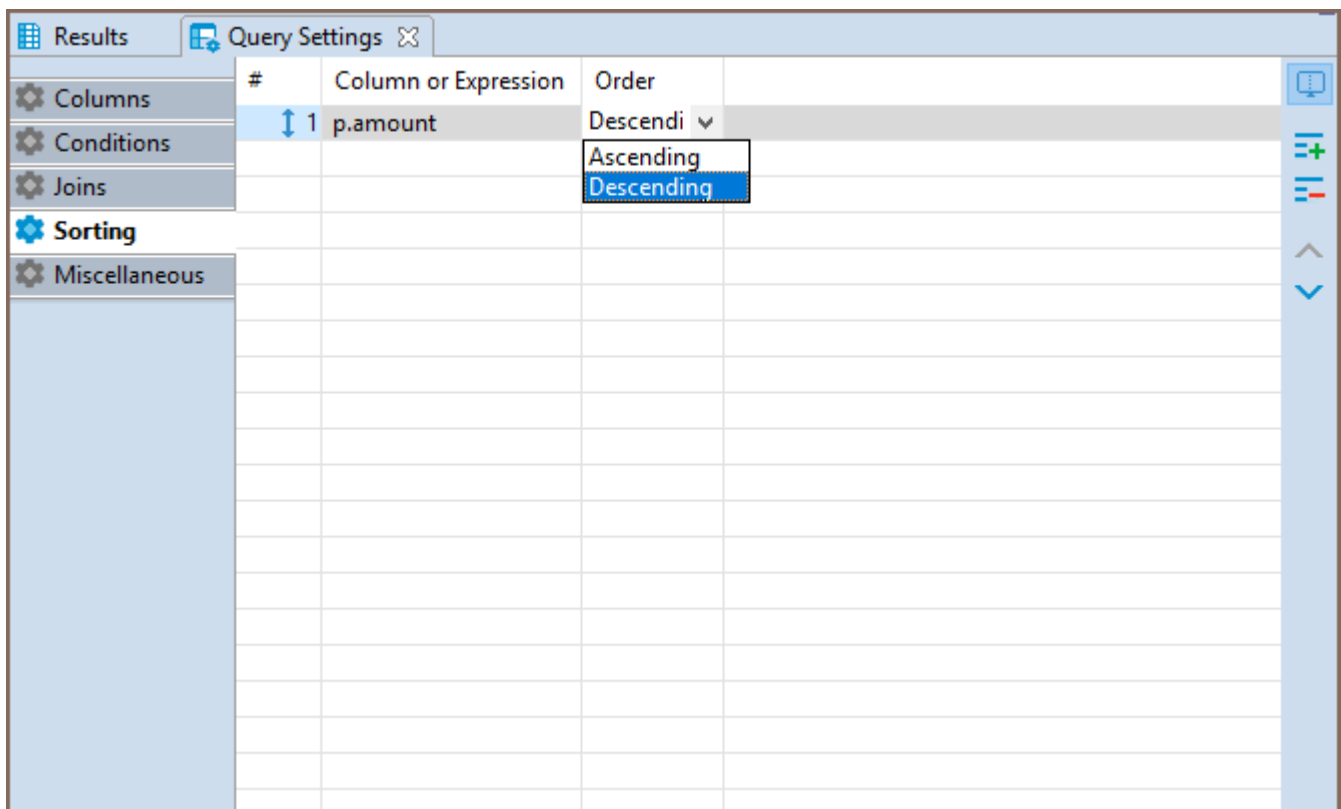 Results Query Settings
Columns
Conditions
Joins
Sorting
Miscellaneous
# Column or Expression Order
1 p.amount Descendi
Ascending
Descending